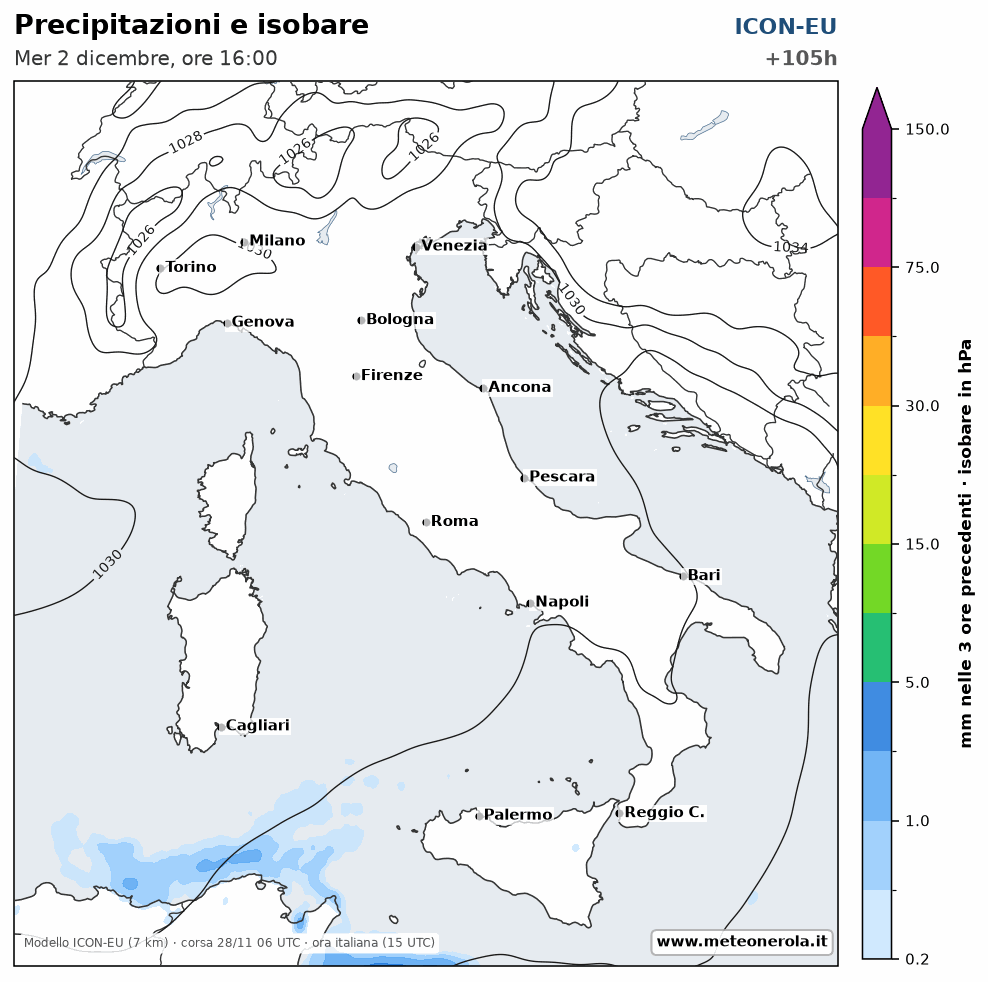 Precipitazioni e isobare
ICON-EU
Mer 2 dicembre, ore 16:00
+105h
1028
1026
1026
1026
1034
1030
1030
1030
Milano
Torino
Venezia
Genova
Bologna
Firenze
Ancona
Pescara
Roma
Bari
Napoli
Cagliari
Palermo
Reggio C.
150.0
75.0
30.0
15.0
5.0
1.0
0.2
mm nelle 3 ore precedenti · isobare in hPa
Modello ICON-EU (7 km) · corsa 28/11 06 UTC · ora italiana (15 UTC)
www.meteonerola.it